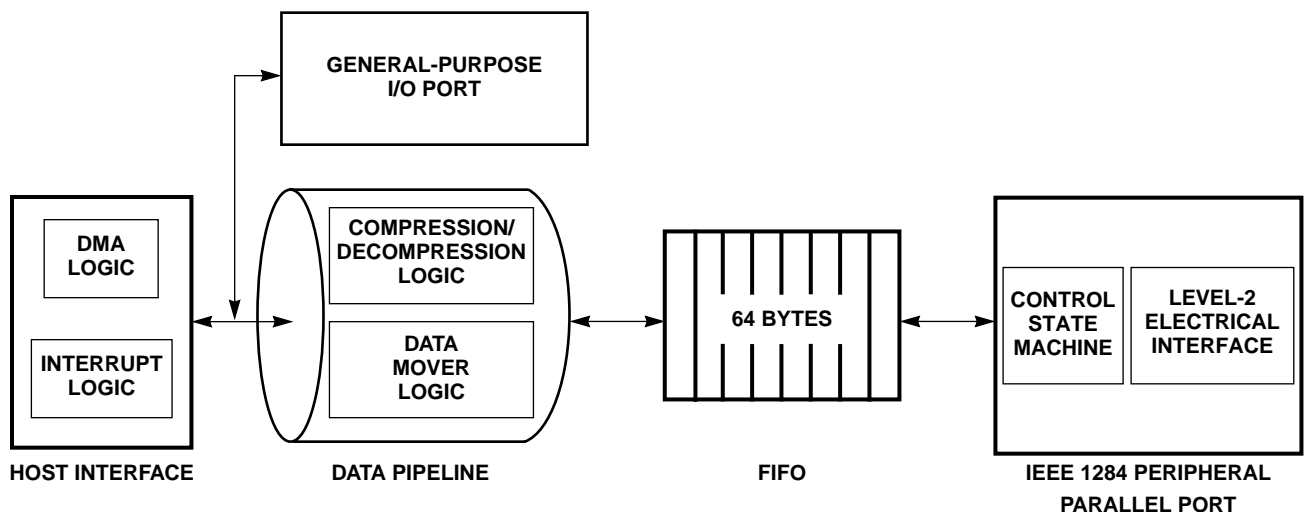 GENERAL-PURPOSE
I/O PORT
DMA
LOGIC
INTERRUPT
LOGIC
HOST INTERFACE
COMPRESSION/
DECOMPRESSION
LOGIC
DATA
MOVER
LOGIC
DATA PIPELINE
64 BYTES
FIFO
CONTROL
STATE
MACHINE
LEVEL-2
ELECTRICAL
INTERFACE
IEEE 1284 PERIPHERAL
PARALLEL PORT